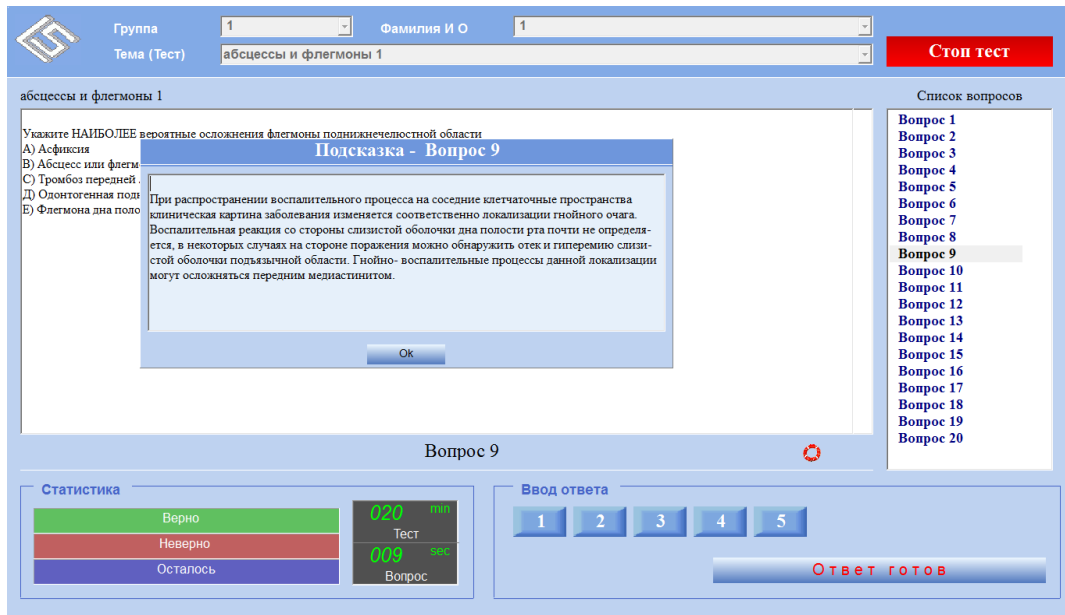 Группа 1 Фамилия И О 1
Тема (Тест) абсцессы и флегмоны 1
Стоп тест
абсцессы и флегмоны 1
Список вопросов
Укажите НАИБОЛЕЕ вероятные осложнения флегмоны поднижнечелюстной области
А) Асфиксия
В) Абсцесс или флегм
С) Тромбоз передней
Д) Одонтогенная подн
Е) Флегмона дна поло
Подсказка - Вопрос 9
При распространении воспалительного процесса на соседние клетчаточные пространства
клиническая картина заболевания изменяется соответственно локализации гнойного очага.
Воспалительная реакция со стороны слизистой оболочки дна полости рта почти не определя-
ется, в некоторых случаях на стороне поражения можно обнаружить отек и гиперемию слизи-
стой оболочки подъязычной области. Гнойно- воспалительные процессы данной локализации
могут осложняться передним медиастинитом.
Ok
Вопрос 1
Вопрос 2
Вопрос 3
Вопрос 4
Вопрос 5
Вопрос 6
Вопрос 7
Вопрос 8
Вопрос 9
Вопрос 10
Вопрос 11
Вопрос 12
Вопрос 13
Вопрос 14
Вопрос 15
Вопрос 16
Вопрос 17
Вопрос 18
Вопрос 19
Вопрос 20
Вопрос 9
Статистика
Верно
Неверно
Осталось
020 min
Тест
009 sec
Вопрос
Ввод ответа
1 2 3 4 5
Ответ готов